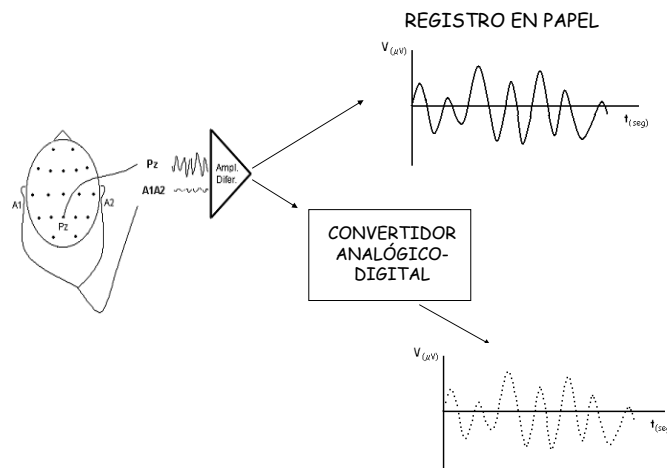 REGISTRO EN PAPEL
V(µV)
t(seg)
Pz
A1A2
Ampl.
Difer.
A1
A2
Pz
CONVERTIDOR
ANALÓGICO-
DIGITAL
V(µV)
t(seg